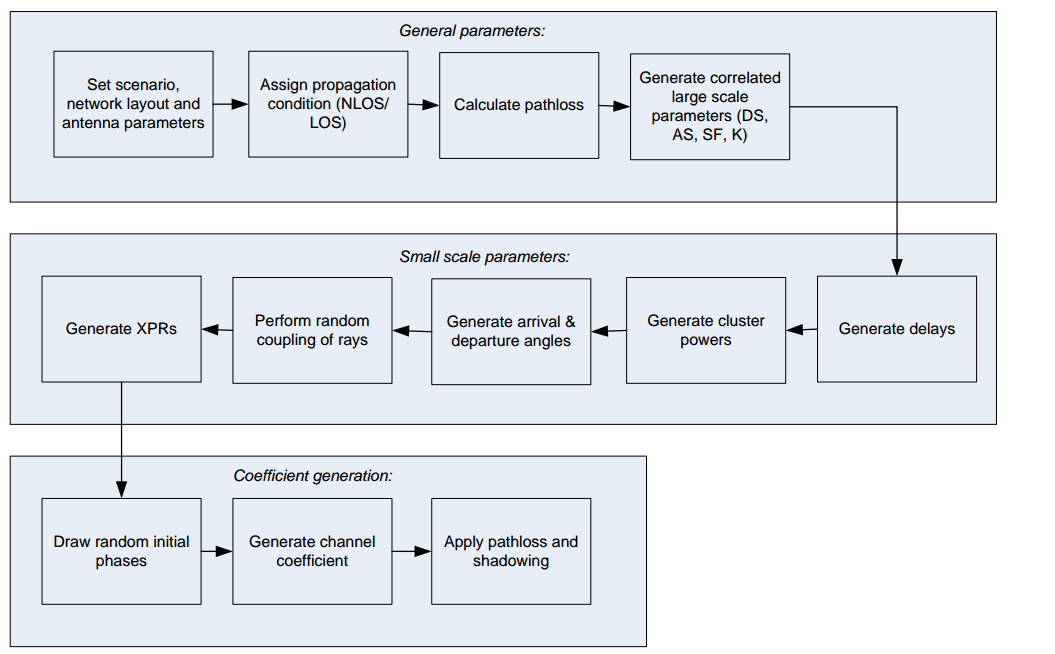 General parameters:
Set scenario,
network layout and
antenna parameters
Assign propagation
condition (NLOS/
LOS)
Calculate pathloss
Generate correlated
large scale
parameters (DS,
AS, SF, K)
Small scale parameters:
Generate XPRs
Perform random
coupling of rays
Generate arrival &
departure angles
Generate cluster
powers
Generate delays
Coefficient generation:
Draw random initial
phases
Generate channel
coefficient
Apply pathloss and
shadowing